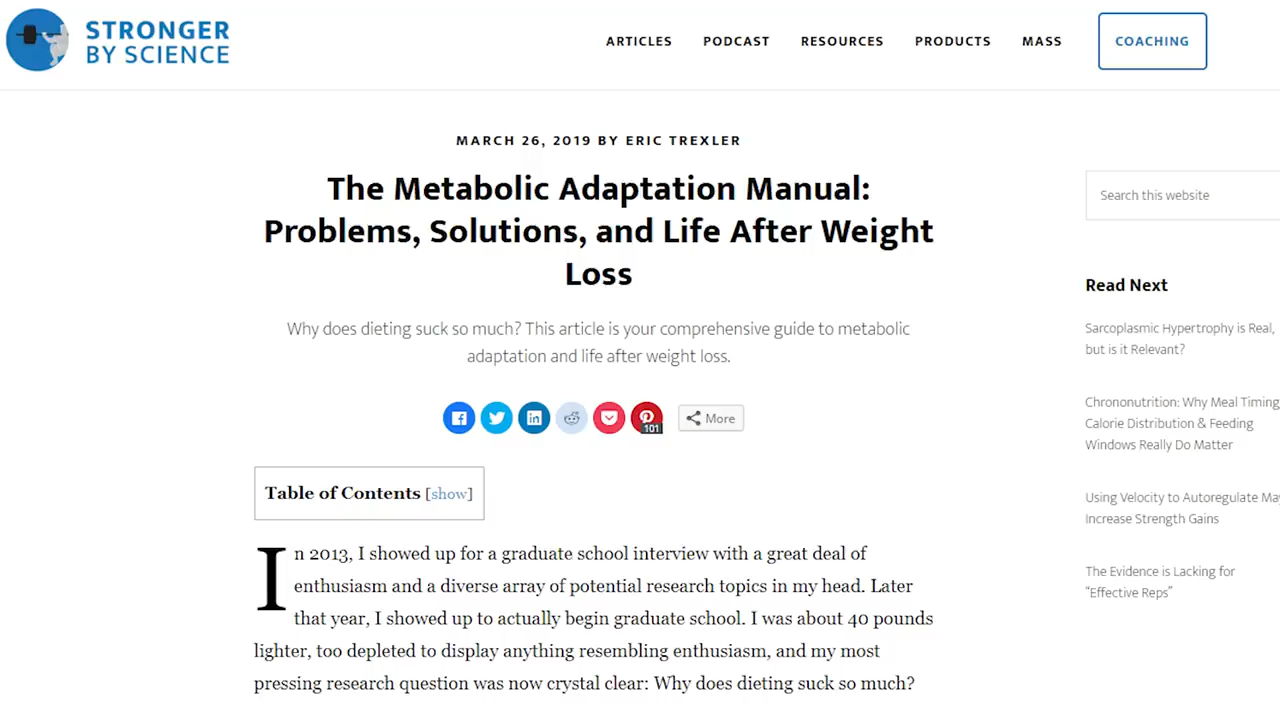 STRONGER
BY SCIENCE
ARTICLES PODCAST RESOURCES PRODUCTS MASS COACHING
MARCH 26, 2019 BY ERIC TREXLER
The Metabolic Adaptation Manual:
Problems, Solutions, and Life After Weight
Loss
Why does dieting suck so much? This article is your comprehensive guide to metabolic
adaptation and life after weight loss.
101
More
Table of Contents [show]
In 2013, I showed up for a graduate school interview with a great deal of
enthusiasm and a diverse array of potential research topics in my head. Later
that year, I showed up to actually begin graduate school. I was about 40 pounds
lighter, too depleted to display anything resembling enthusiasm, and my most
pressing research question was now crystal clear: Why does dieting suck so much?
Search this website
Read Next
Sarcoplasmic Hypertrophy is Real,
but is it Relevant?
Chrononutrition: Why Meal Timing,
Calorie Distribution & Feeding
Windows Really Do Matter
Using Velocity to Autoregulate May
Increase Strength Gains
The Evidence is Lacking for
“Effective Reps”